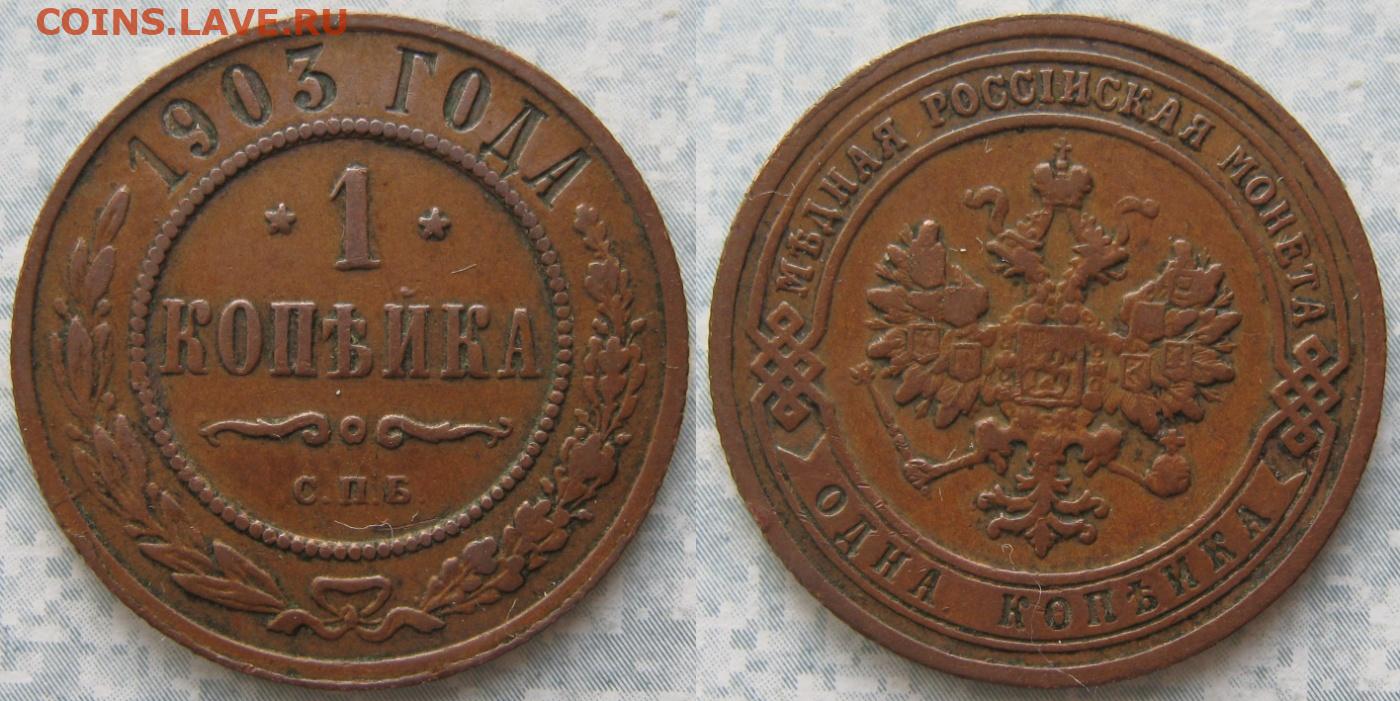 COINS.LAVE.RU
1903 ГОДА
1
КОПѢЙКА
С.П.Б.
МѢДНАЯ РОССІЙСКАЯ МОНЕТА
ОДНА КОПѢЙКА